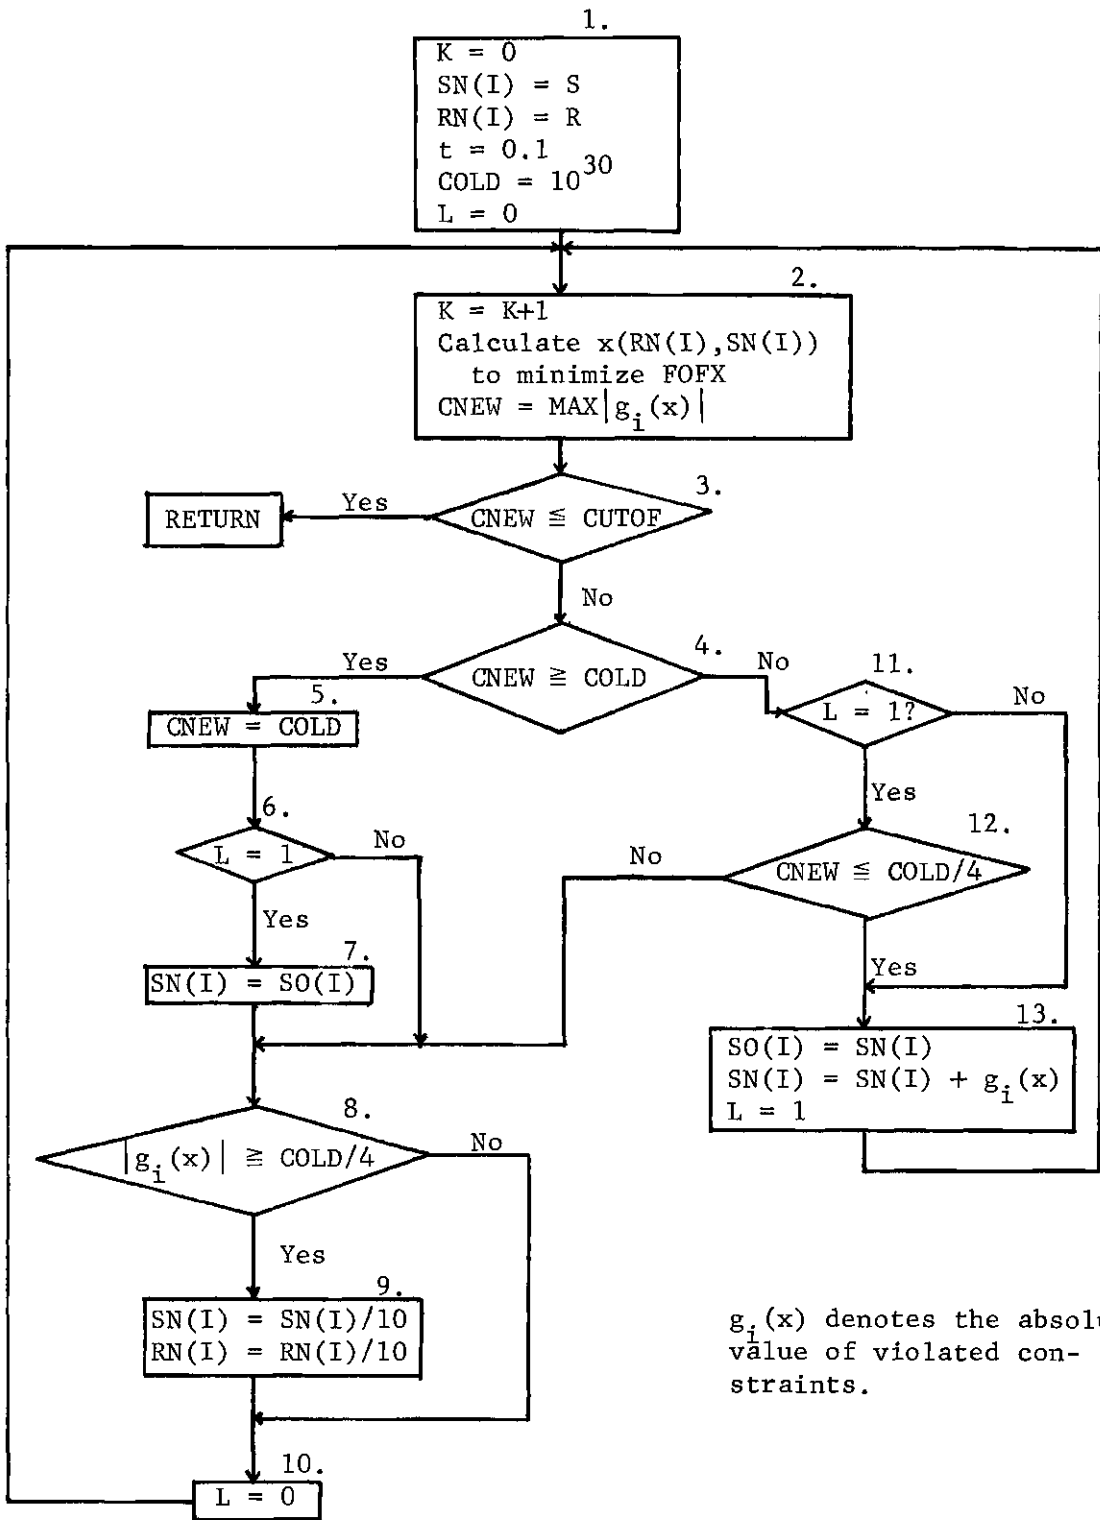 1.
K = 0
SN(I) = S
RN(I) = R
t = 0.1
COLD = 10^30
L = 0
2.
K = K+1
Calculate x(RN(I),SN(I))
to minimize FOFX
CNEW = MAX|g_i(x)|
3.
RETURN
Yes
CNEW ≦ CUTOF
No
4.
Yes
CNEW ≧ COLD
No
11.
L = 1?
No
5.
CNEW = COLD
Yes
6.
L = 1
No
12.
No
CNEW ≦ COLD/4
Yes
7.
SN(I) = SO(I)
Yes
13.
SO(I) = SN(I)
SN(I) = SN(I) + g_i(x)
L = 1
8.
|g_i(x)| ≧ COLD/4
No
Yes
9.
SN(I) = SN(I)/10
RN(I) = RN(I)/10
g_i(x) denotes the
value of violated con-
straints.
10.
L = 0